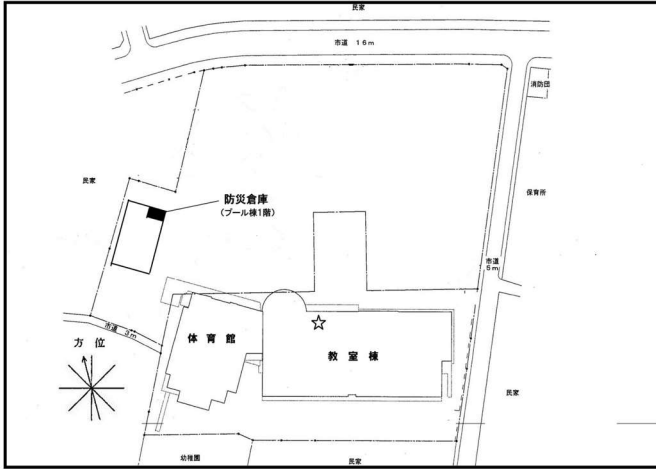 民家
市道 16m
消防団
民家
防災倉庫
(プール棟1階)
保育所
市道
5m
市道 3m
方 位
体 育 館
教 室 棟
民家
幼稚園
民家